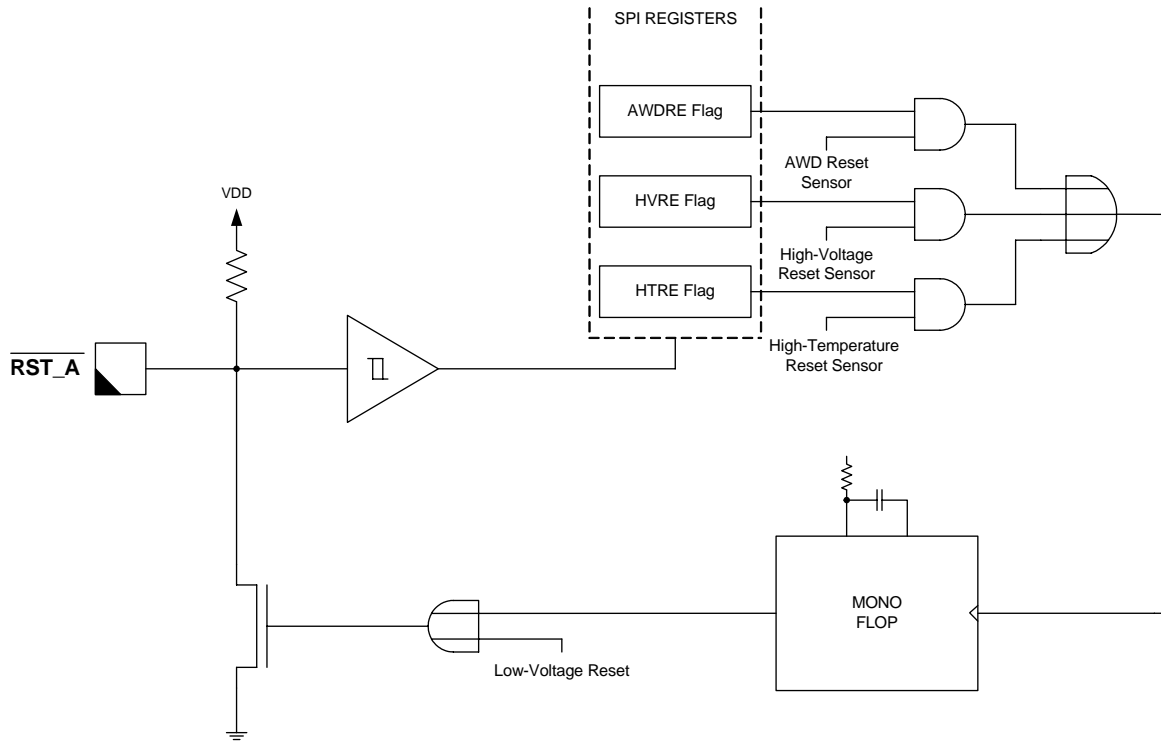 SPI REGISTERS
AWDRE Flag
AWD Reset
Sensor
VDD
HVRE Flag
High-Voltage
Reset Sensor
HTRE Flag
High-Temperature
Reset Sensor
RST_A
MONO
FLOP
Low-Voltage Reset